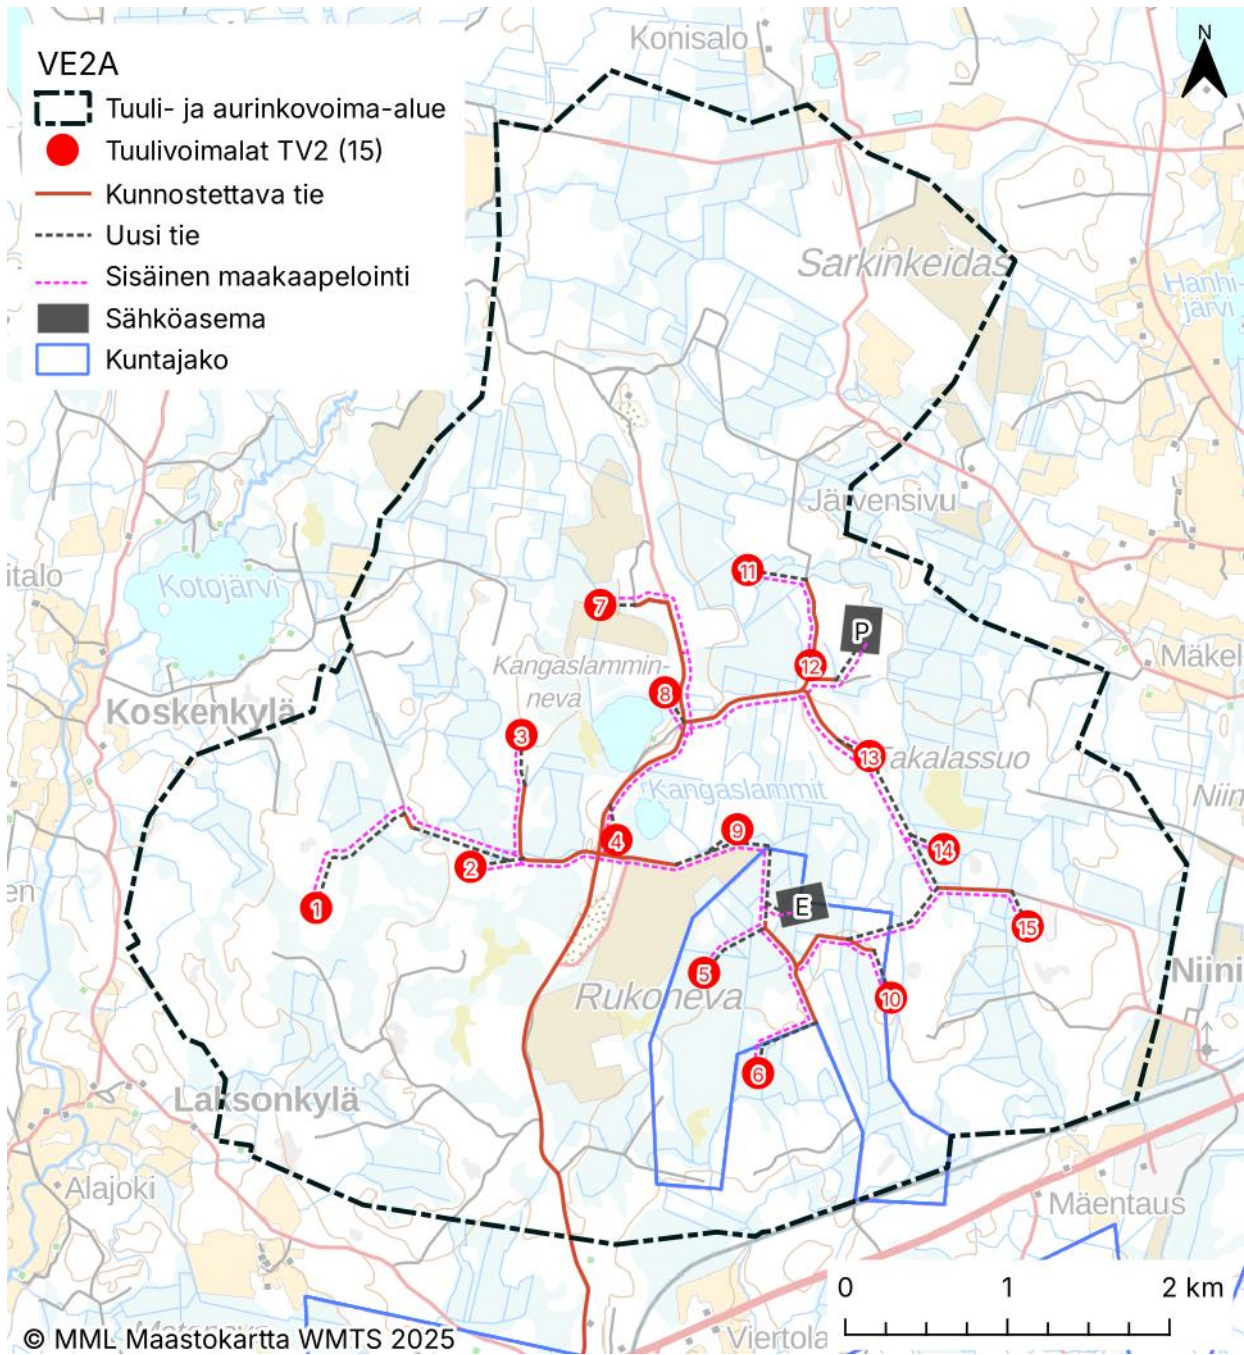 VE2A
Tuuli- ja aurinkovoima-alue
Tuulivoimalat TV2 (15)
Kunnostettava tie
Uusi tie
Sisäinen maakaapelointi
Sähköasema
Kuntajako
N
Konisalo
Sarkinkeidas
Hanhi-
järvi
Järvensivu
italo
Kotojärvi
11
7
P
12
Mäkel
Kangaslammin-
neva
8
Koskenkylä
3
13
Takalassuo
Kangaslammit
Niin
9
4
14
2
en
1
E
15
5
Niini
Rukoneva
10
6
Laksonkylä
Alajoki
Mäentaus
0 1 2 km
Viertola
© MML Maastokartta WMTS 2025